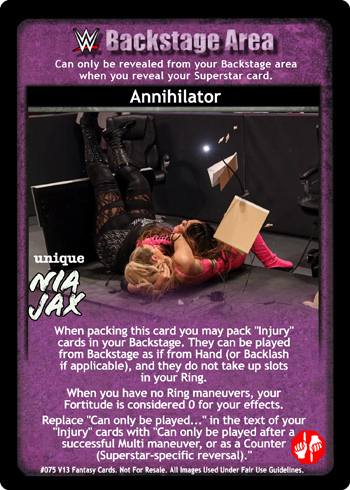 Backstage Area
Can only be revealed from your Backstage area
when you reveal your Superstar card.
Annihilator
unique
NIA
JAX
When packing this card you may pack "Injury"
cards in your Backstage. They can be played
from Backstage as if from Hand (or Backlash
if applicable), and they do not take up slots
in your Ring.
When you have no Ring maneuvers, your
Fortitude is considered 0 for your effects.
Replace "Can only be played..." in the text of your
"Injury" cards with "Can only be played after a
successful Multi maneuver, or as a Counter
(Superstar-specific reversal)."
#075 V13 Fantasy Cards. Not For Resale. All Images Used Under Fair Use Guidelines.